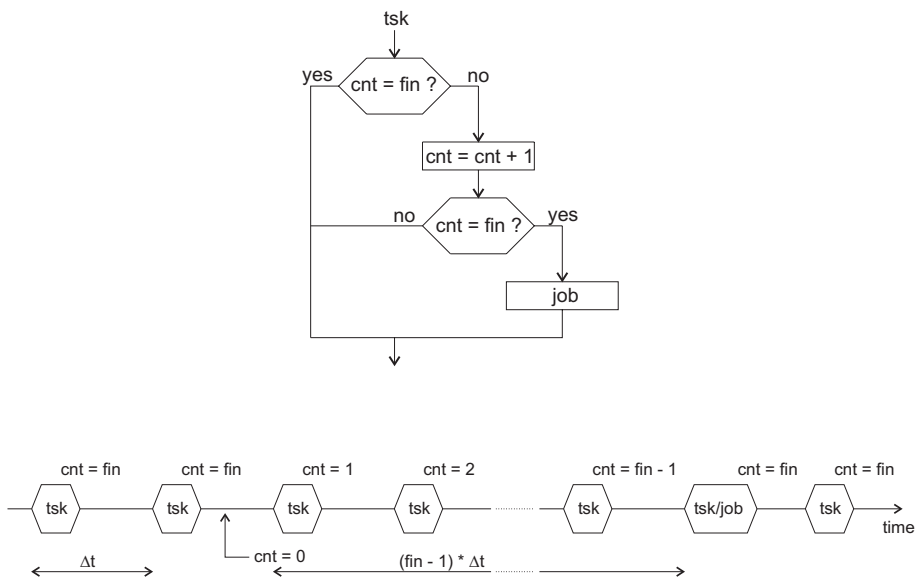 tsk
yes
cnt = fin ?
no
cnt = cnt + 1
no
cnt = fin ?
yes
job
cnt = fin
cnt = fin
cnt = 1
cnt = 2
cnt = fin - 1
cnt = fin
cnt = fin
tsk
tsk
tsk
tsk
tsk
tsk/job
tsk
time
cnt = 0
Δt
(fin - 1) * Δt